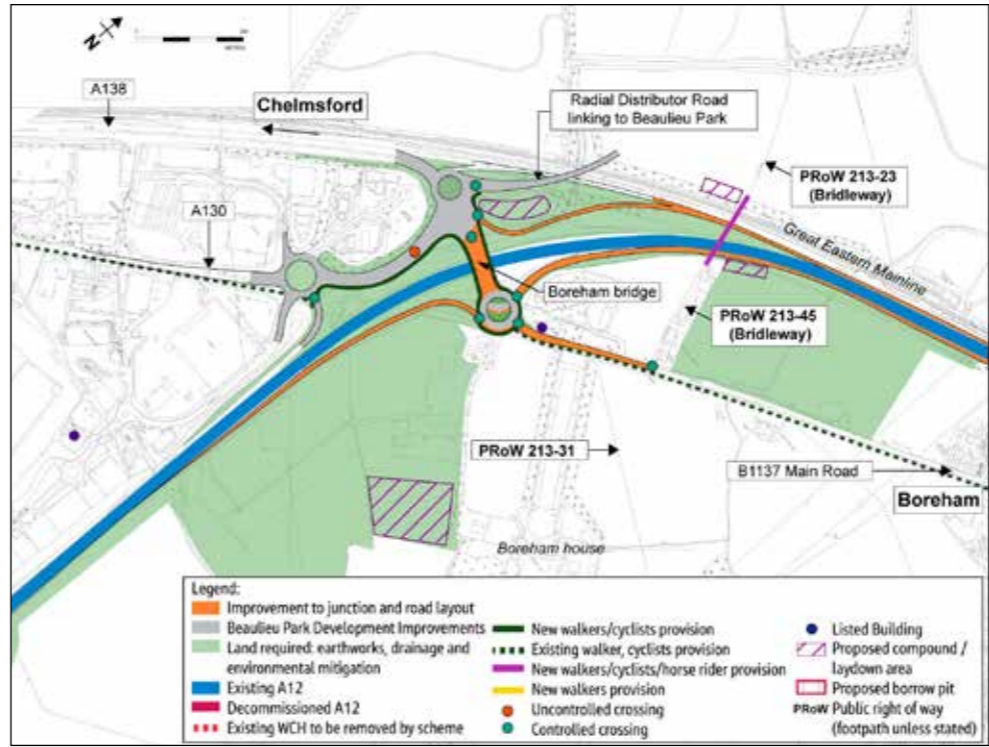 N
0
METRES
A138
Chelmsford
Radial Distributor Road
linking to Beaulieu Park
PRoW 213-23
(Bridleway)
A130
Great Eastern Mainline
Boreham bridge
PRoW 213-45
(Bridleway)
PRoW 213-31
B1137 Main Road
Boreham
Boreham house
Legend:
Improvement to junction and road layout
Beaulieu Park Development Improvements
Land required: earthworks, drainage and
environmental mitigation
Existing A12
Decommissioned A12
Existing WCH to be removed by scheme
New walkers/cyclists provision
Existing walker, cyclists provision
New walkers/cyclists/horse rider provision
New walkers provision
Uncontrolled crossing
Controlled crossing
Listed Building
Proposed compound /
laydown area
Proposed borrow pit
PRoW Public right of way
(footpath unless stated)